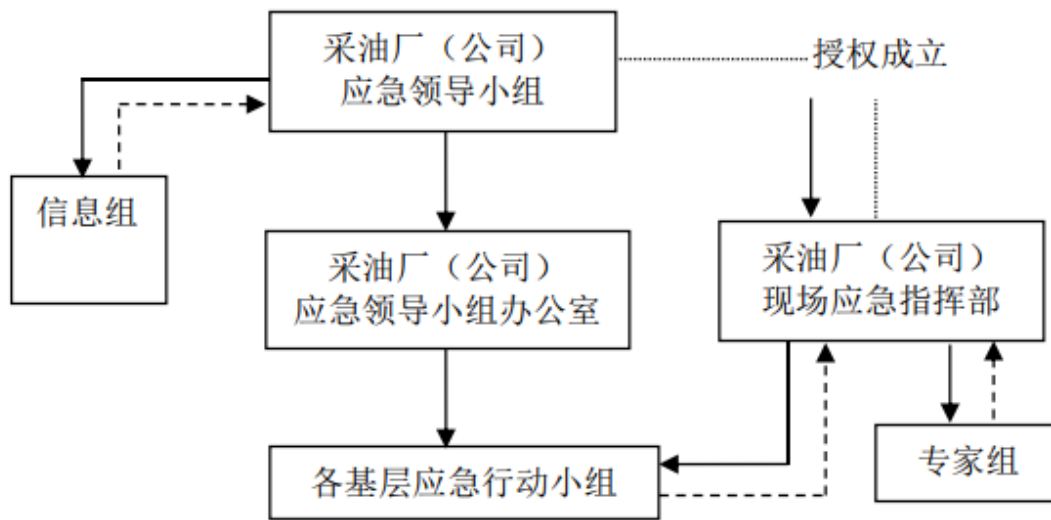 采油厂（公司）
应急领导小组
授权成立
信息组
采油厂（公司）
应急领导小组办公室
采油厂（公司）
现场应急指挥部
各基层应急行动小组
专家组